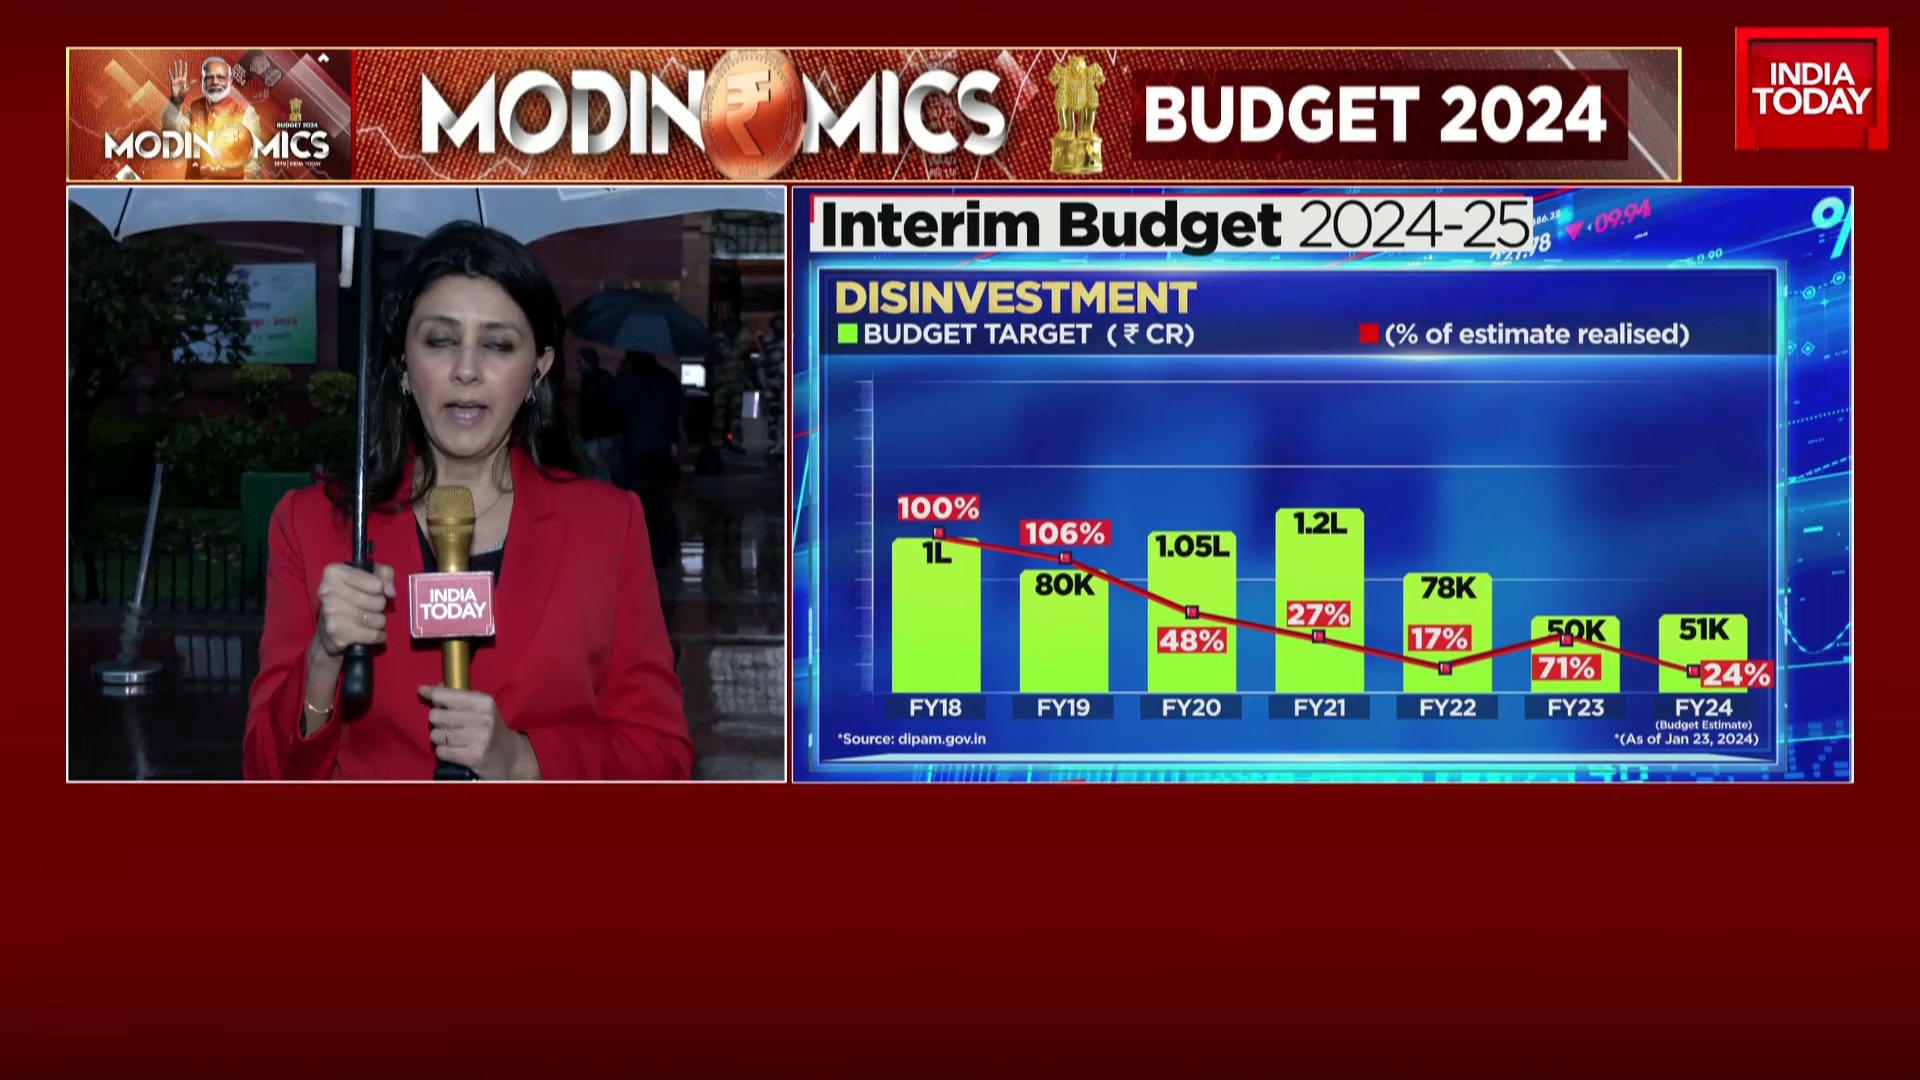 MODINOMICS
BUDGET 2024
BUDGET 2024
MODINOMICS
INDIA
TODAY
Interim Budget 2024-25
09.94
DISINVESTMENT
BUDGET TARGET (₹ CR)
(% of estimate realised)
100%
106%
1L
80K
1.05L
1.2L
78K
50K
51K
48%
27%
17%
71%
24%
FY18
FY19
FY20
FY21
FY22
FY23
FY24
(Budget Estimate)
*Source: dipam.gov.in
*(As of Jan 23, 2024)
INDIA
TODAY